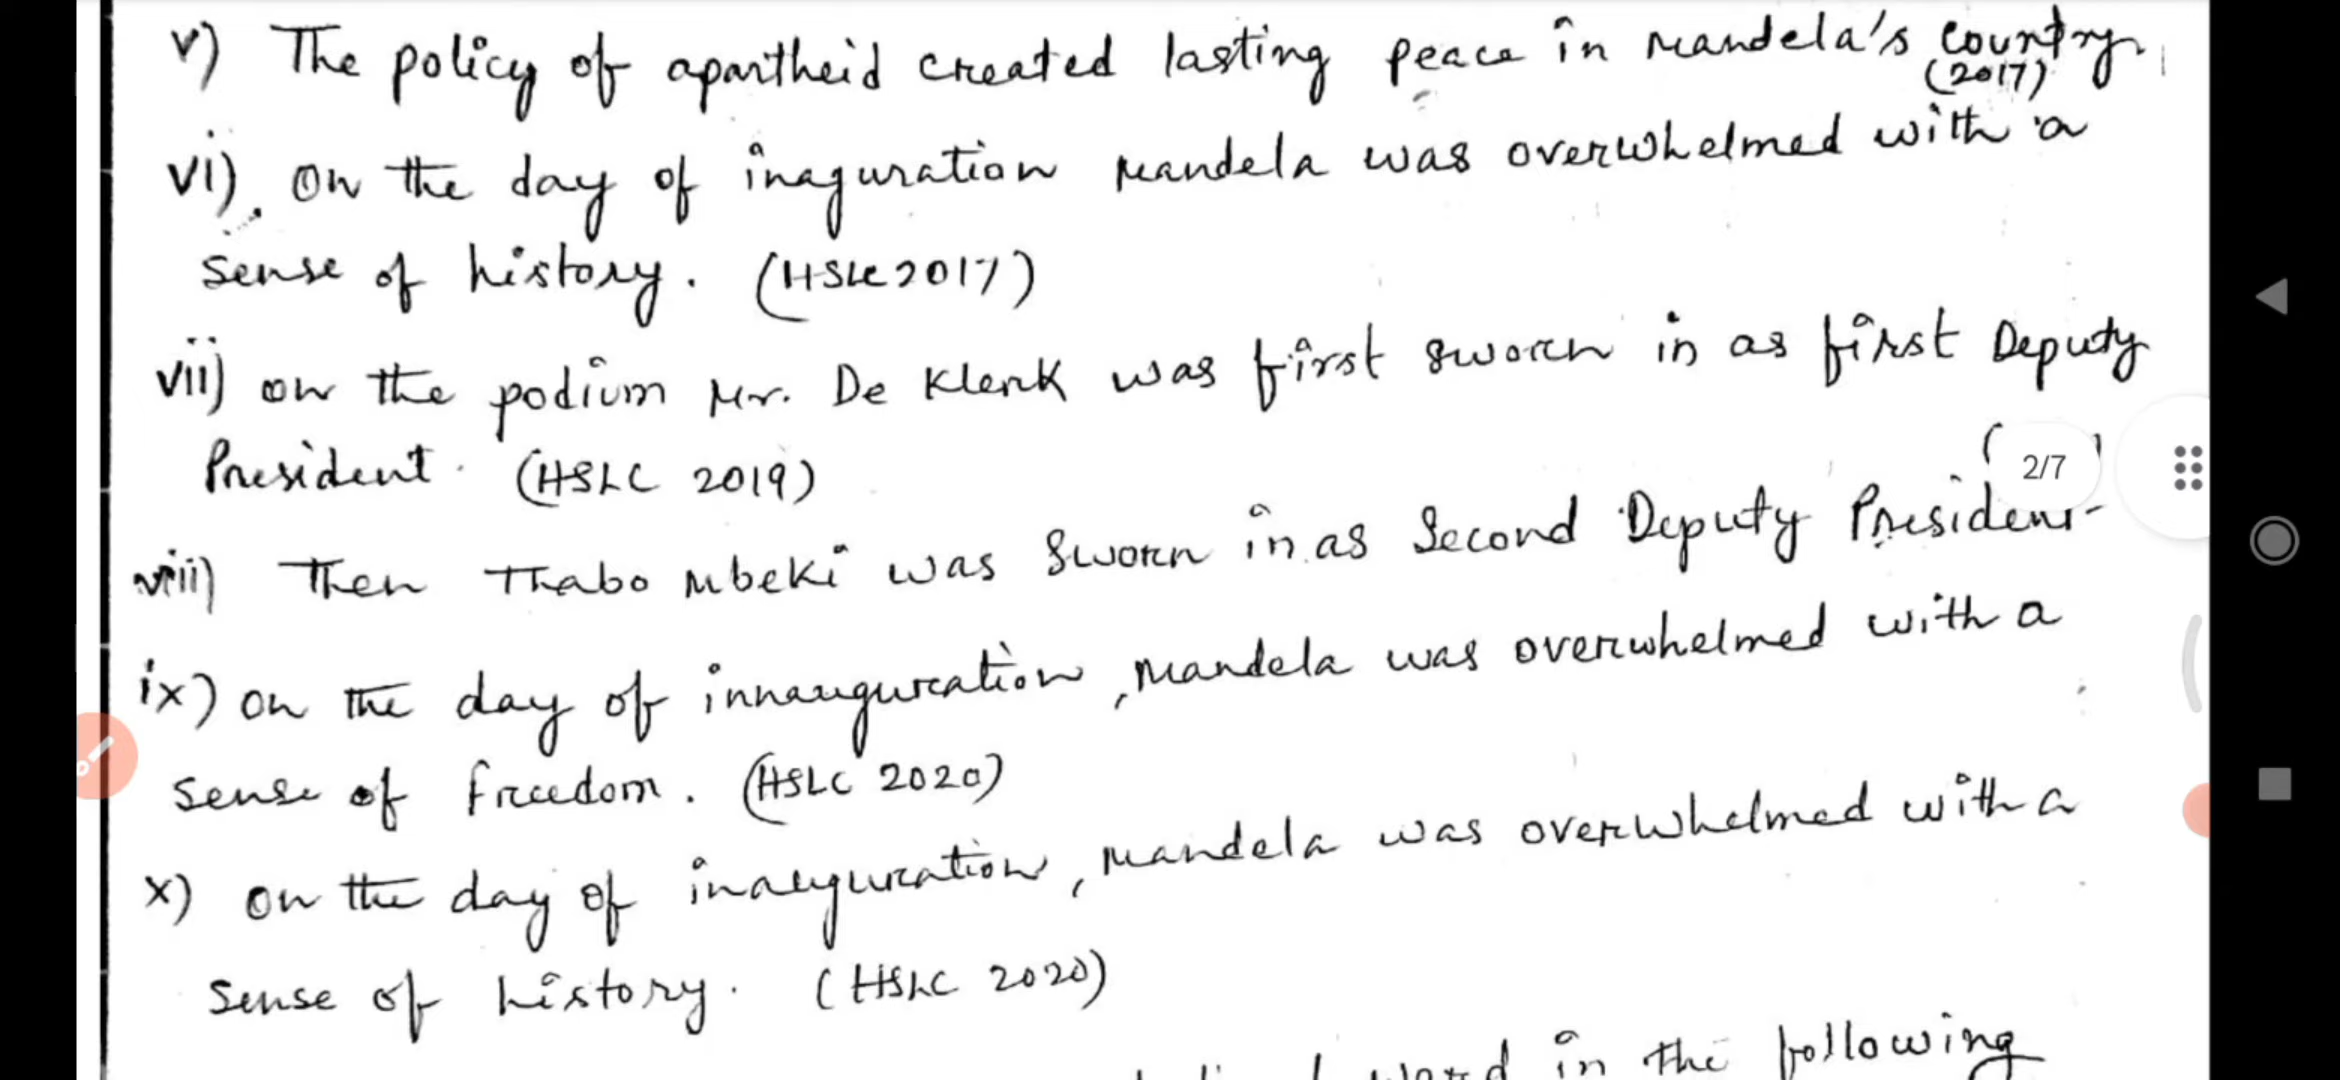 v) The policy of apartheid created lasting peace in Mandela's country.
(2017)
vi). On the day of inaguration Mandela was overwhelmed with a
sense of history. (HSLC 2017)
vii) On the podium Mr. De Klerk was first sworn in as first Deputy
President. (HSLC 2019)
2/7
viii) Then Thabo Mbeki was sworn in as Second Deputy President
ix) On the day of innauguration, Mandela was overwhelmed with a
sense of freedom. (HSLC 2020)
x) On the day of inauguration, Mandela was overwhelmed with a
sense of history. (HSLC 2020)
word in the following